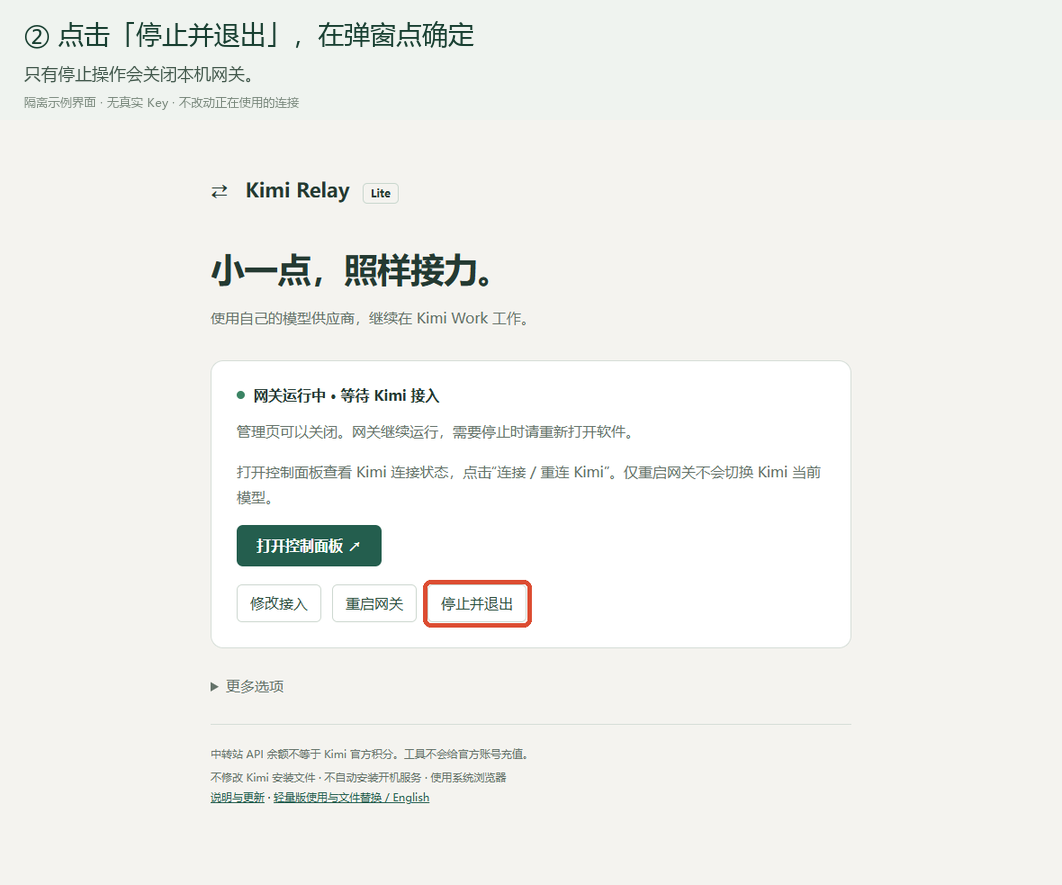 ② 点击「停止并退出」，在弹窗点确定
只有停止操作会关闭本机网关。
隔离示例界面 · 无真实 Key · 不改动正在使用的连接
⇄ Kimi Relay Lite
小一点，照样接力。
使用自己的模型供应商，继续在 Kimi Work 工作。
网关运行中 • 等待 Kimi 接入
管理页可以关闭。网关继续运行，需要停止时请重新打开软件。
打开控制面板查看 Kimi 连接状态，点击“连接 / 重连 Kimi”。仅重启网关不会切换 Kimi 当前
模型。
打开控制面板 ↗
修改接入 重启网关 停止并退出
▶ 更多选项
中转站 API 余额不等于 Kimi 官方积分。工具不会给官方账号充值。
不修改 Kimi 安装文件 · 不自动安装开机服务 · 使用系统浏览器
说明与更新 · 轻量版使用与文件替换 / English